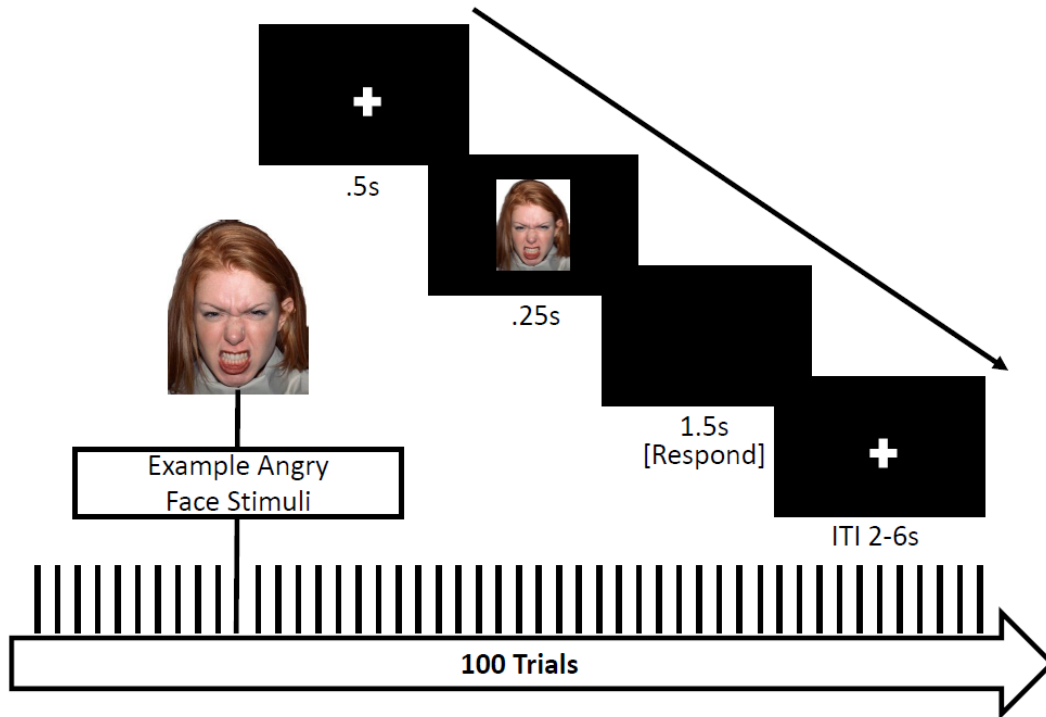 .5s
.25s
1.5s
[Respond]
ITI 2-6s
Example Angry
Face Stimuli
100 Trials